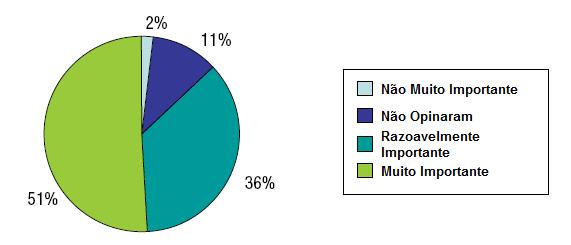 2%
11%
36%
51%
Não Muito Importante
Não Opinaram
Razoavelmente
Importante
Muito Importante